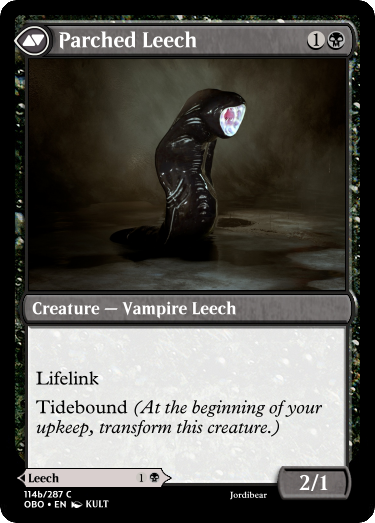 Parched Leech 1
Creature — Vampire Leech
Lifelink
Tidebound (At the beginning of your
upkeep, transform this creature.)
Leech 1
2/1
114b/287 C
OBO • EN KULT
Jordibear